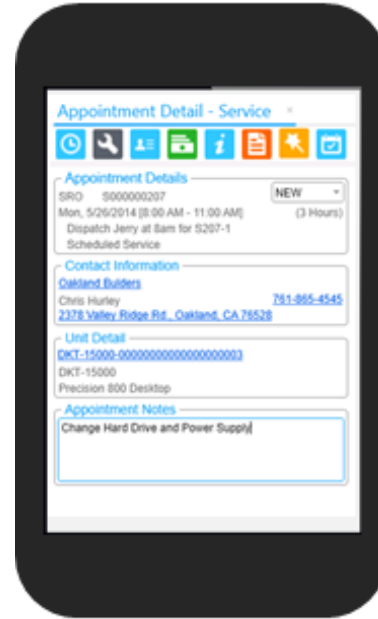 Appointment Detail - Service ×
Appointment Details
SRO S000000207 NEW
Mon, 5/26/2014 [8:00 AM - 11:00 AM] (3 Hours)
Dispatch Jerry at 8am for S207-1
Scheduled Service
Contact Information
Oakland Bulders
Chris Hurley 761-865-4545
2378 Valley Ridge Rd., Oakland, CA 76528
Unit Detail
DKT-15000-00000000000000000003
DKT-15000
Precision 800 Desktop
Appointment Notes
Change Hard Drive and Power Supply